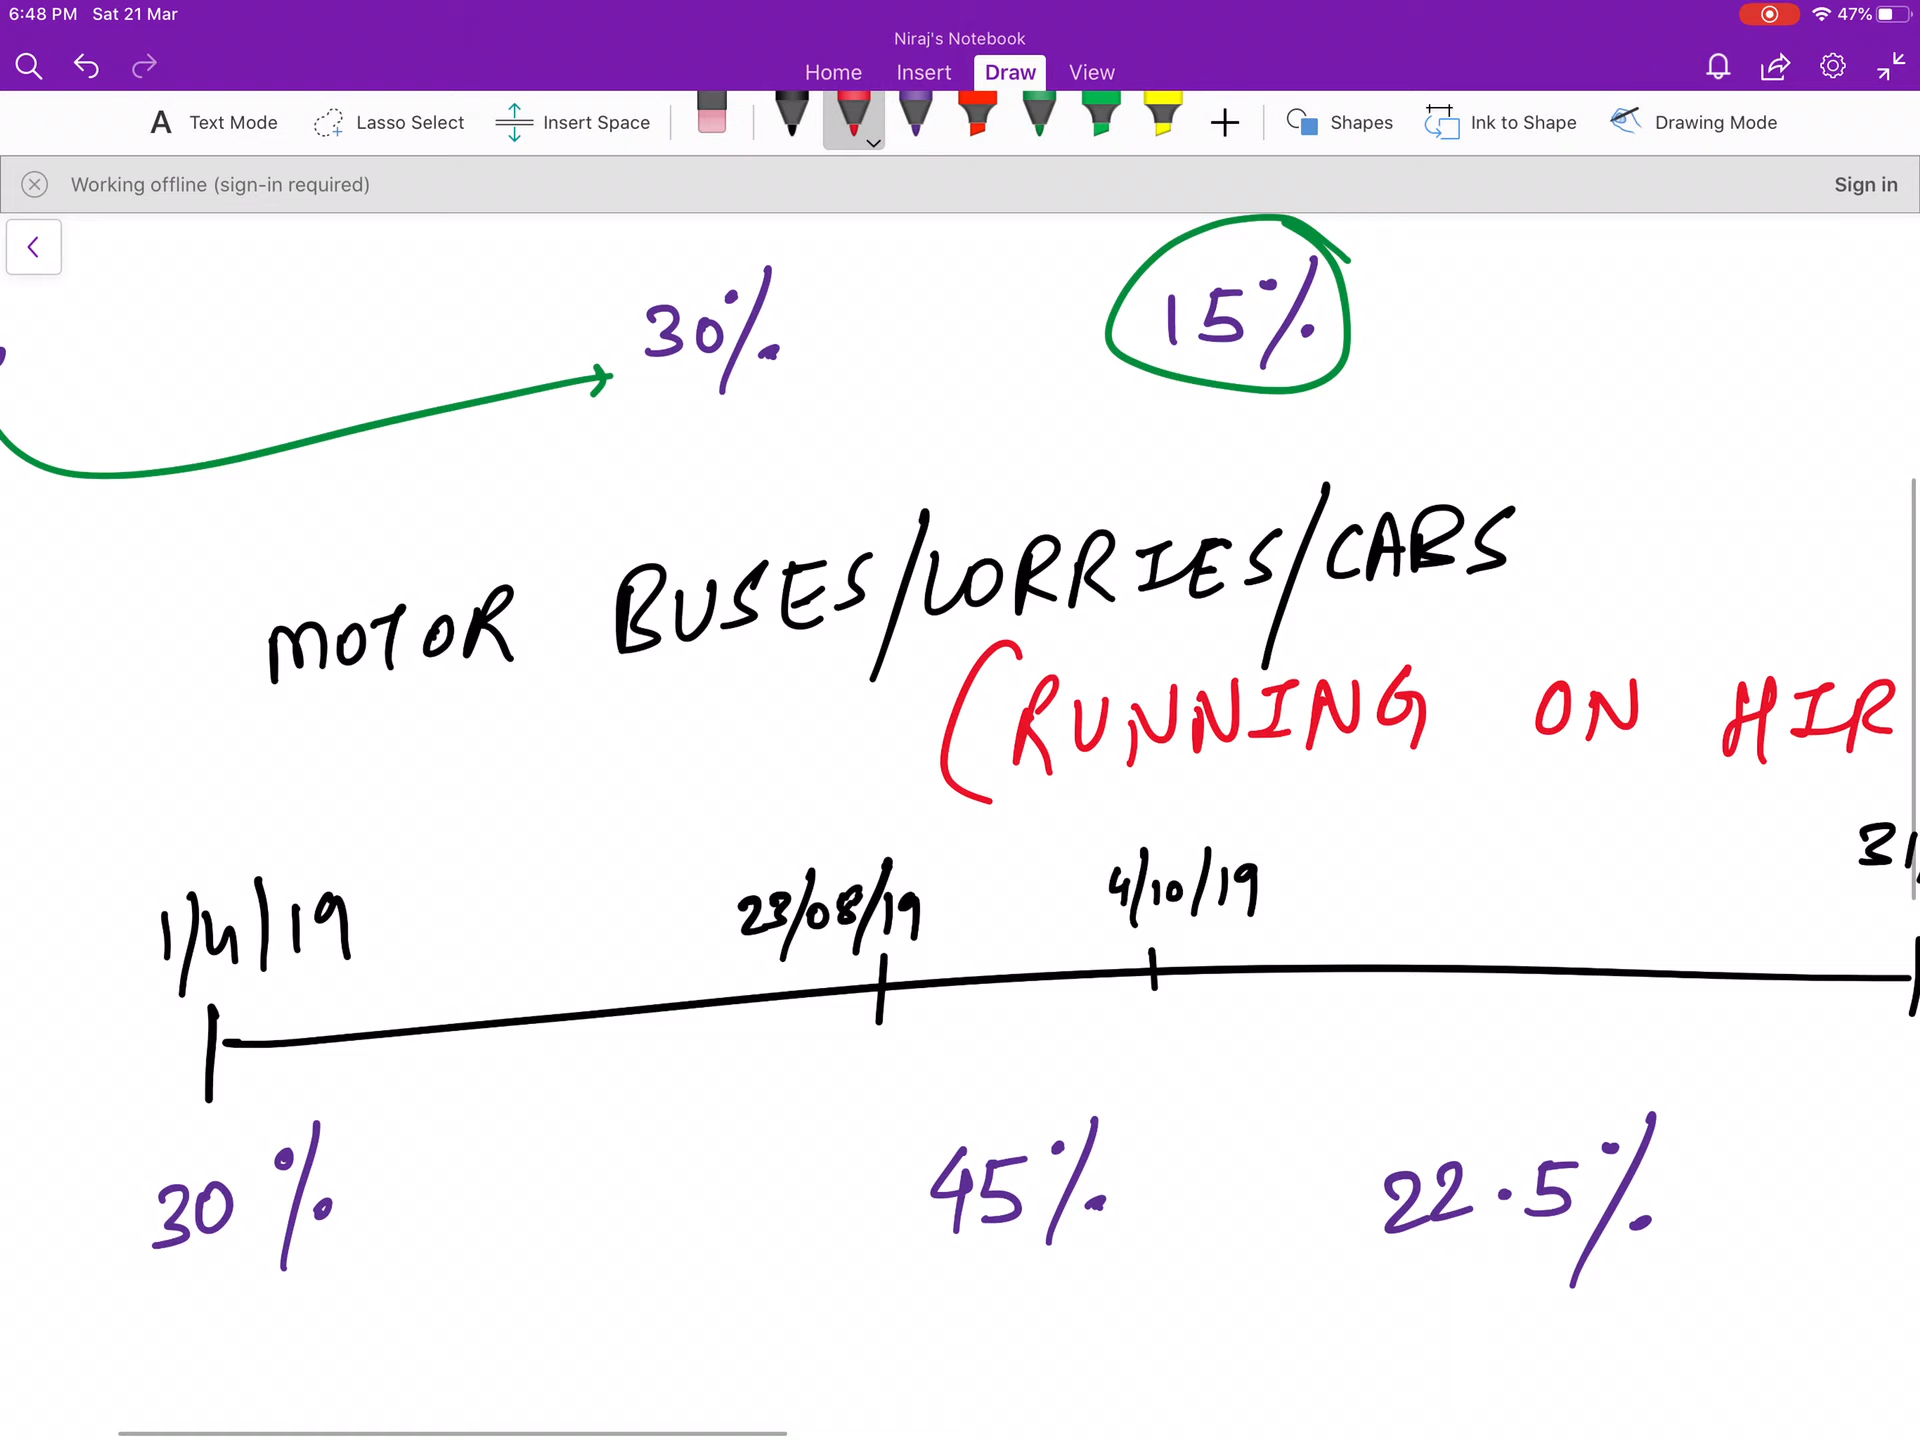 6:48 PM Sat 21 Mar
47%
Niraj's Notebook
Home Insert Draw View
A Text Mode Lasso Select Insert Space Shapes Ink to Shape Drawing Mode
Working offline (sign-in required) Sign in
30% 15%
MOTOR BUSES/LORRIES/CABS
(RUNNING ON HIR
1/4/19 23/08/19 4/10/19 31
30% 45% 22.5%